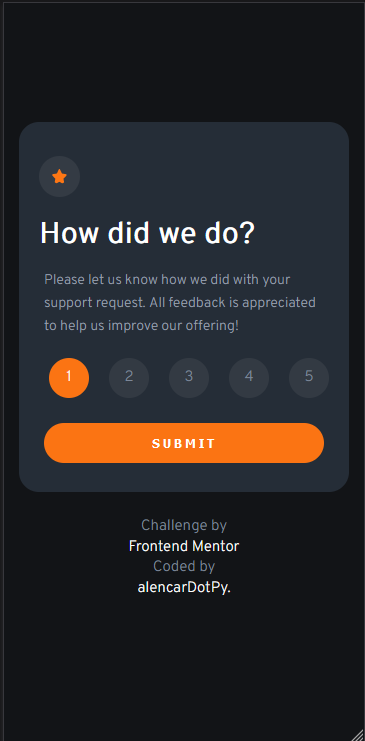 How did we do?
Please let us know how we did with your
support request. All feedback is appreciated
to help us improve our offering!
1 2 3 4 5
SUBMIT
Challenge by
Frontend Mentor
Coded by
alencarDotPy.